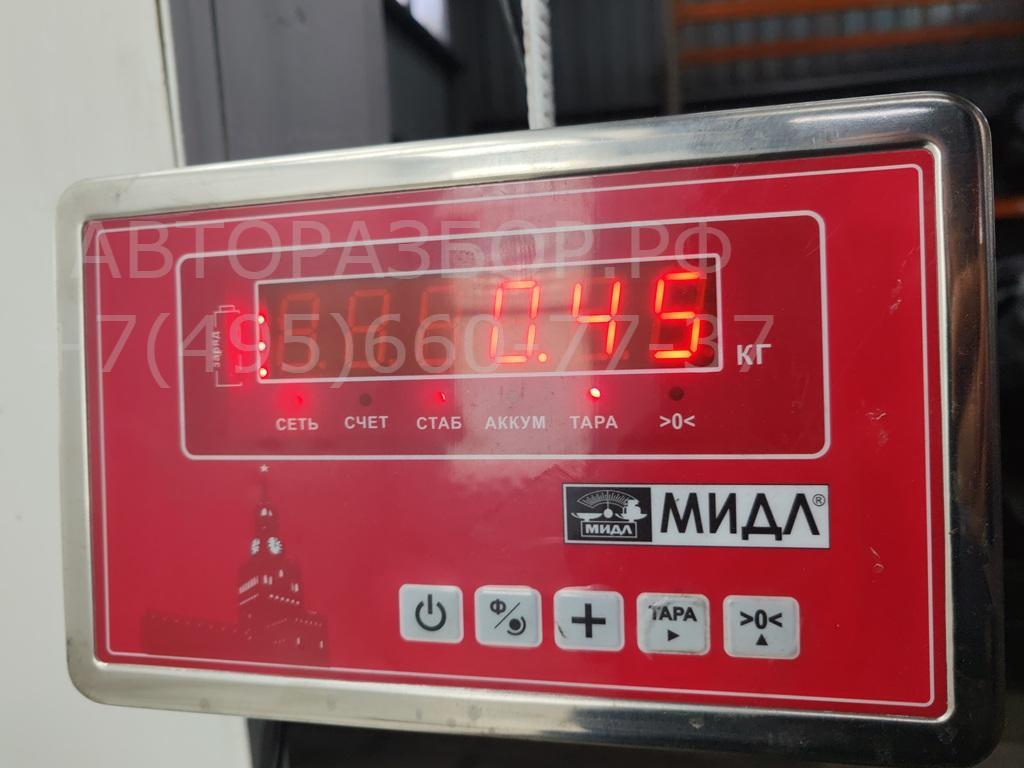 АВТОРАЗБОР.РФ
+7(495)660-77-37
заряд
0.45
кг
СЕТЬ СЧЕТ СТАБ АККУМ ТАРА >0<
МИДЛ МИДЛ®
Ф + ТАРА >0<